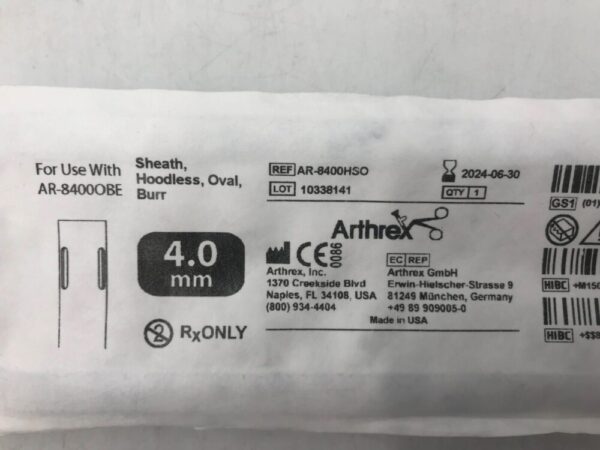 For Use With
AR-8400OBE
Sheath,
Hoodless, Oval,
Burr
4.0
mm
2
RxONLY
REF AR-8400HSO
LOT 10338141
2024-06-30
QTY 1
Arthrex
CE 0086
Arthrex, Inc.
1370 Creekside Blvd
Naples, FL 34108, USA
(800) 934-4404
EC REP
Arthrex GmbH
Erwin-Hielscher-Strasse 9
81249 München, Germany
+49 89 909005-0
Made in USA
GS1 (01)
HIBC
HIBC